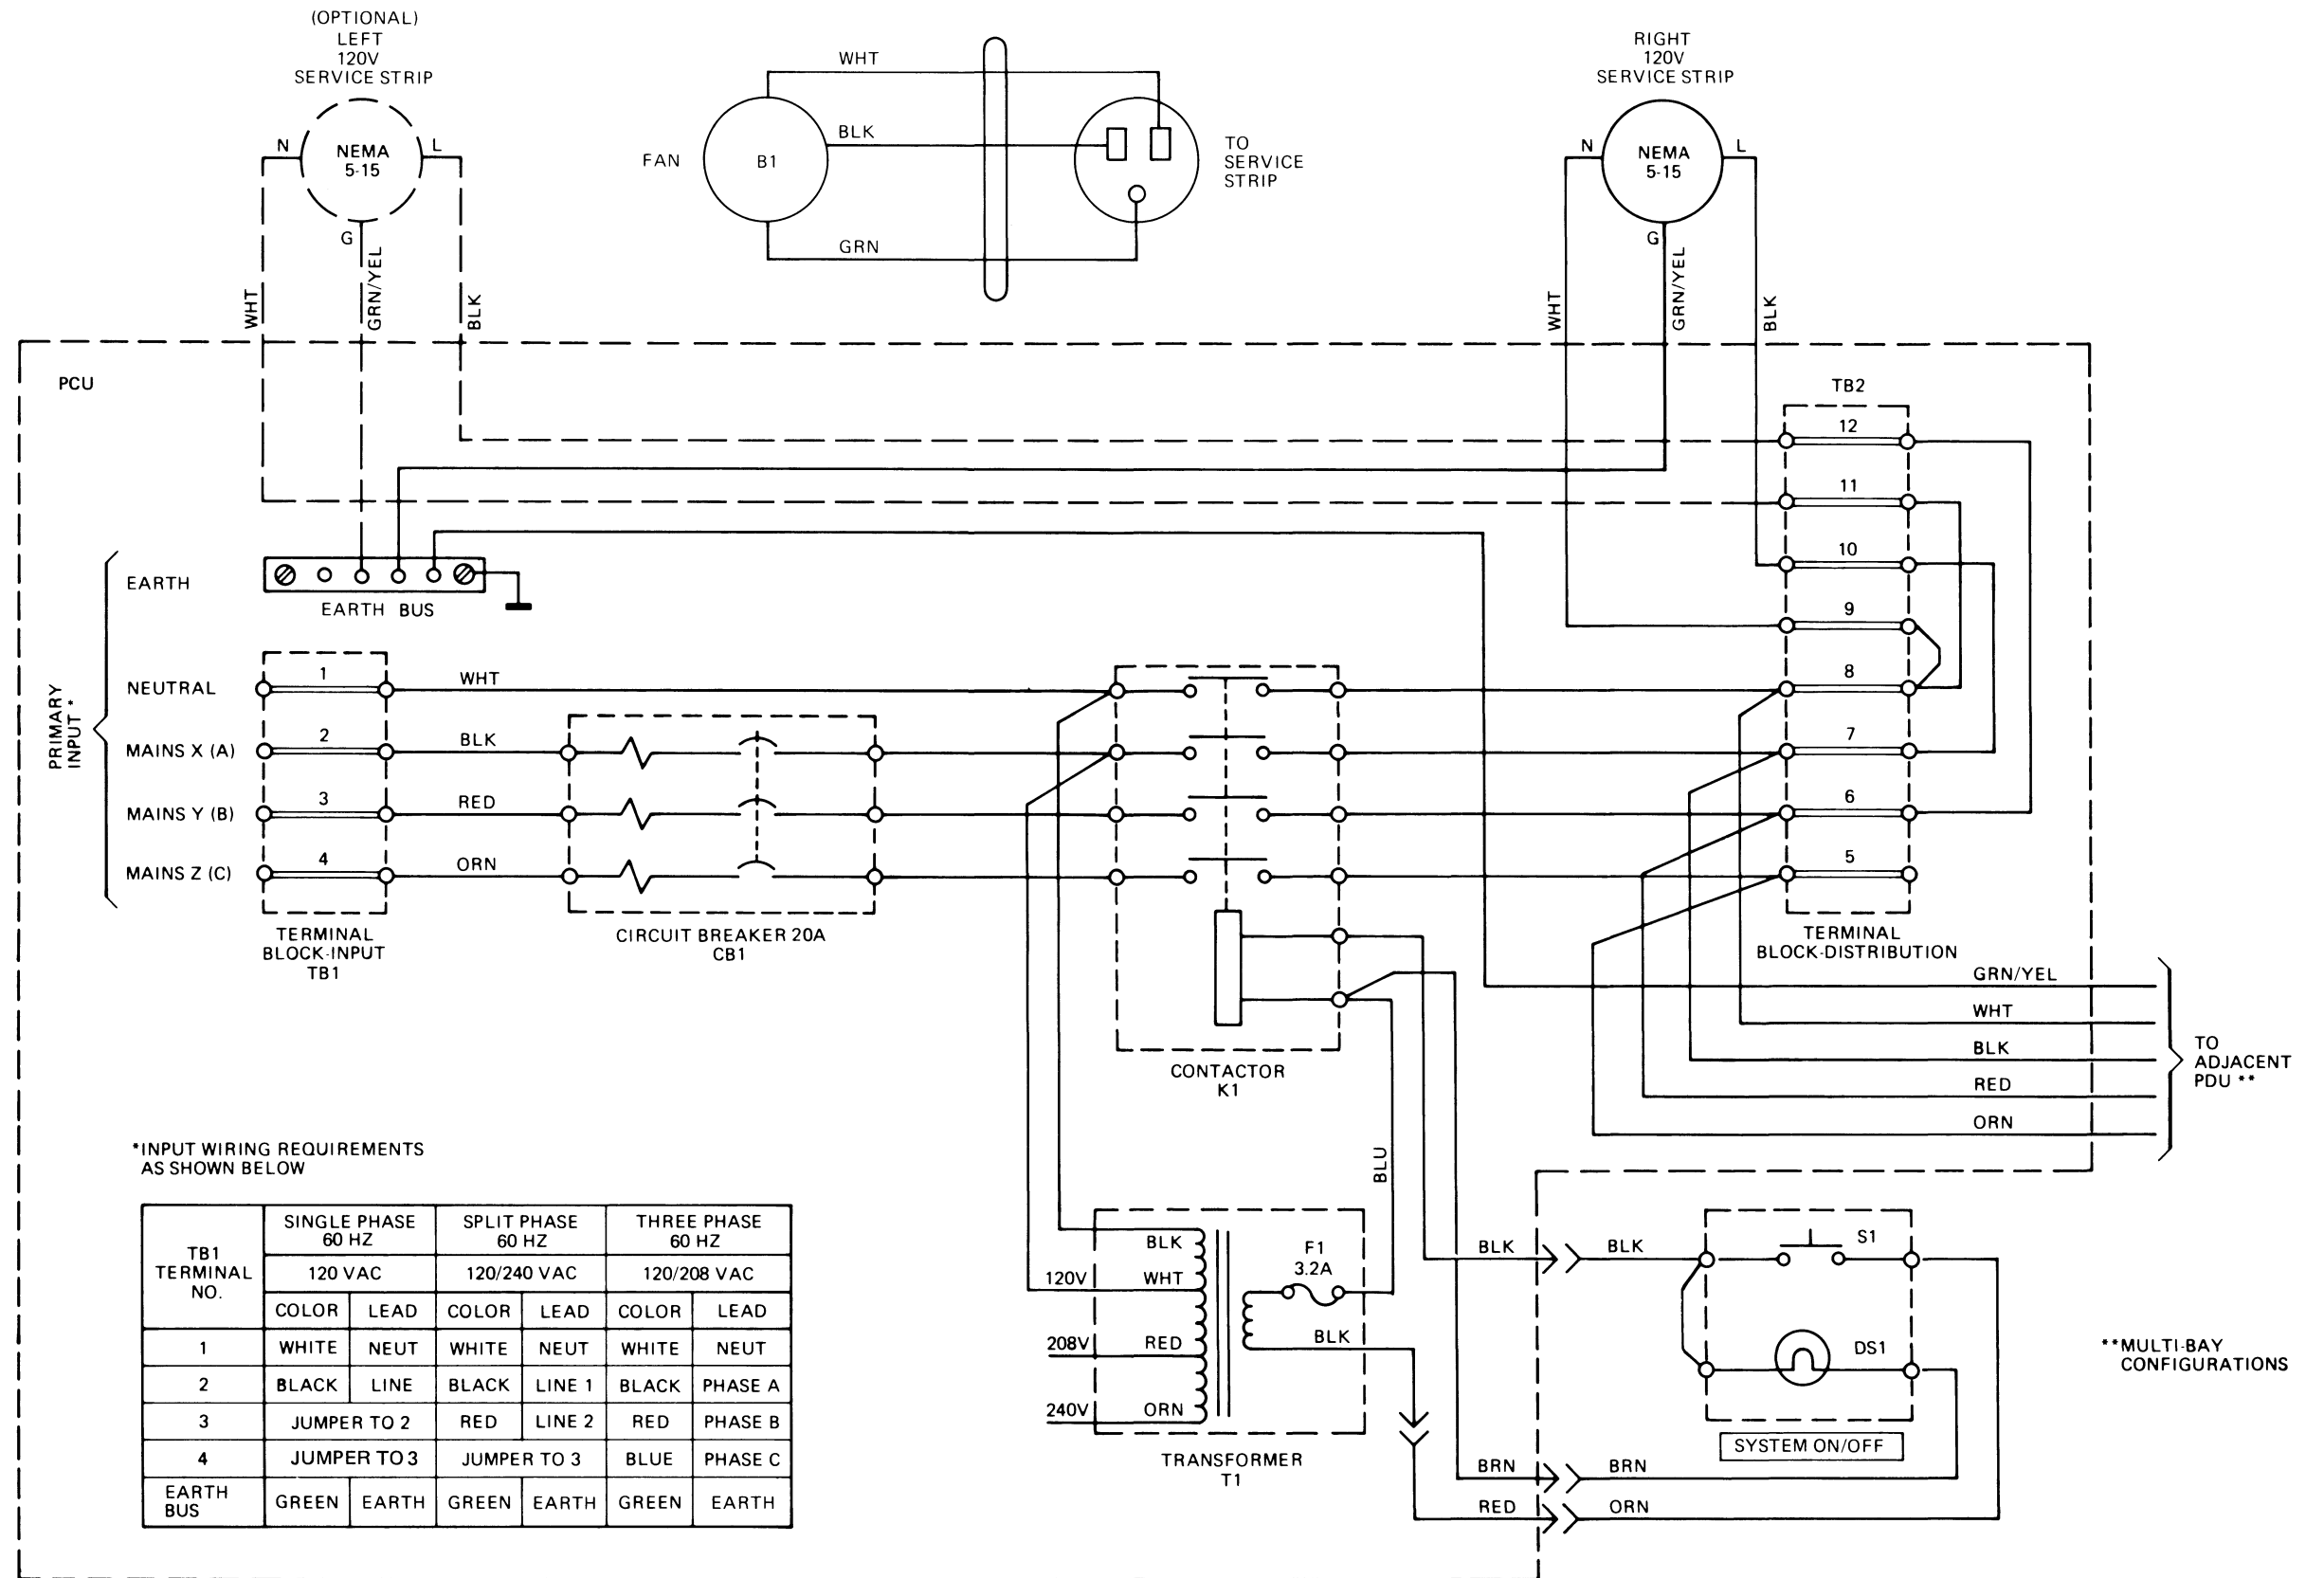 (OPTIONAL)
LEFT
120V
SERVICE STRIP
N
NEMA
5-15
L
G
WHT
GRN/YEL
BLK
WHT
BLK
GRN
FAN
B1
TO
SERVICE
STRIP
RIGHT
120V
SERVICE STRIP
N
NEMA
5-15
L
G
WHT
GRN/YEL
BLK
PCU
TB2
12
11
10
9
8
7
6
5
TERMINAL
BLOCK-DISTRIBUTION
PRIMARY
INPUT *
EARTH
EARTH BUS
NEUTRAL
MAINS X (A)
MAINS Y (B)
MAINS Z (C)
1
2
3
4
TERMINAL
BLOCK-INPUT
TB1
WHT
BLK
RED
ORN
CIRCUIT BREAKER 20A
CB1
CONTACTOR
K1
GRN/YEL
WHT
BLK
RED
ORN
TO
ADJACENT
PDU **
*INPUT WIRING REQUIREMENTS
AS SHOWN BELOW
TB1
TERMINAL
NO.
SINGLE PHASE
60 HZ
SPLIT PHASE
60 HZ
THREE PHASE
60 HZ
120 VAC
120/240 VAC
120/208 VAC
COLOR LEAD COLOR LEAD COLOR LEAD
1 WHITE NEUT WHITE NEUT WHITE NEUT
2 BLACK LINE BLACK LINE 1 BLACK PHASE A
3 JUMPER TO 2 RED LINE 2 RED PHASE B
4 JUMPER TO 3 JUMPER TO 3 BLUE PHASE C
EARTH
BUS
GREEN EARTH GREEN EARTH GREEN EARTH
BLU
BLK
120V WHT
208V RED
240V ORN
F1
3.2A
BLK
TRANSFORMER
T1
BLK
BLK
S1
DS1
SYSTEM ON/OFF
BRN
BRN
RED
ORN
**MULTI-BAY
CONFIGURATIONS